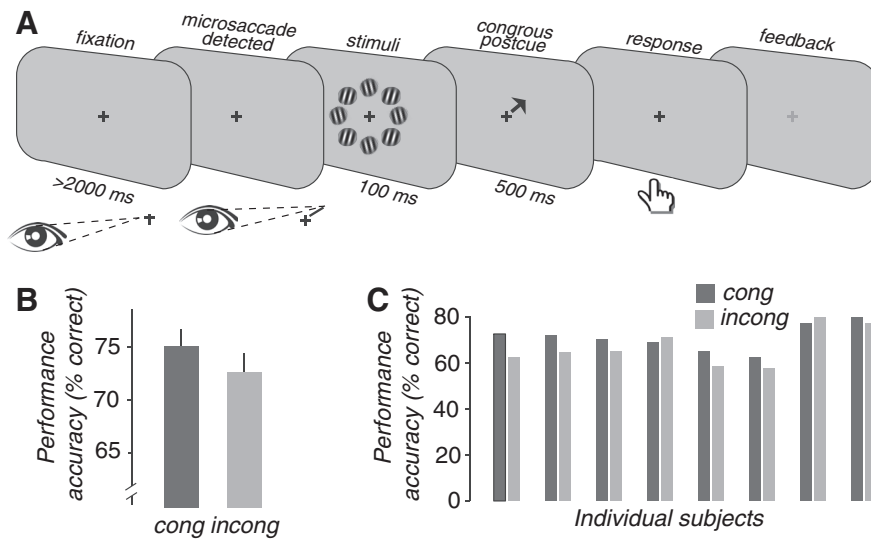 A
fixation
microsaccade
detected
stimuli
congrous
postcue
response
feedback
>2000 ms
100 ms
500 ms
B
Performance
accuracy (% correct)
75
70
65
cong incong
C
Performance
accuracy (% correct)
80
60
40
20
0
cong
incong
Individual subjects